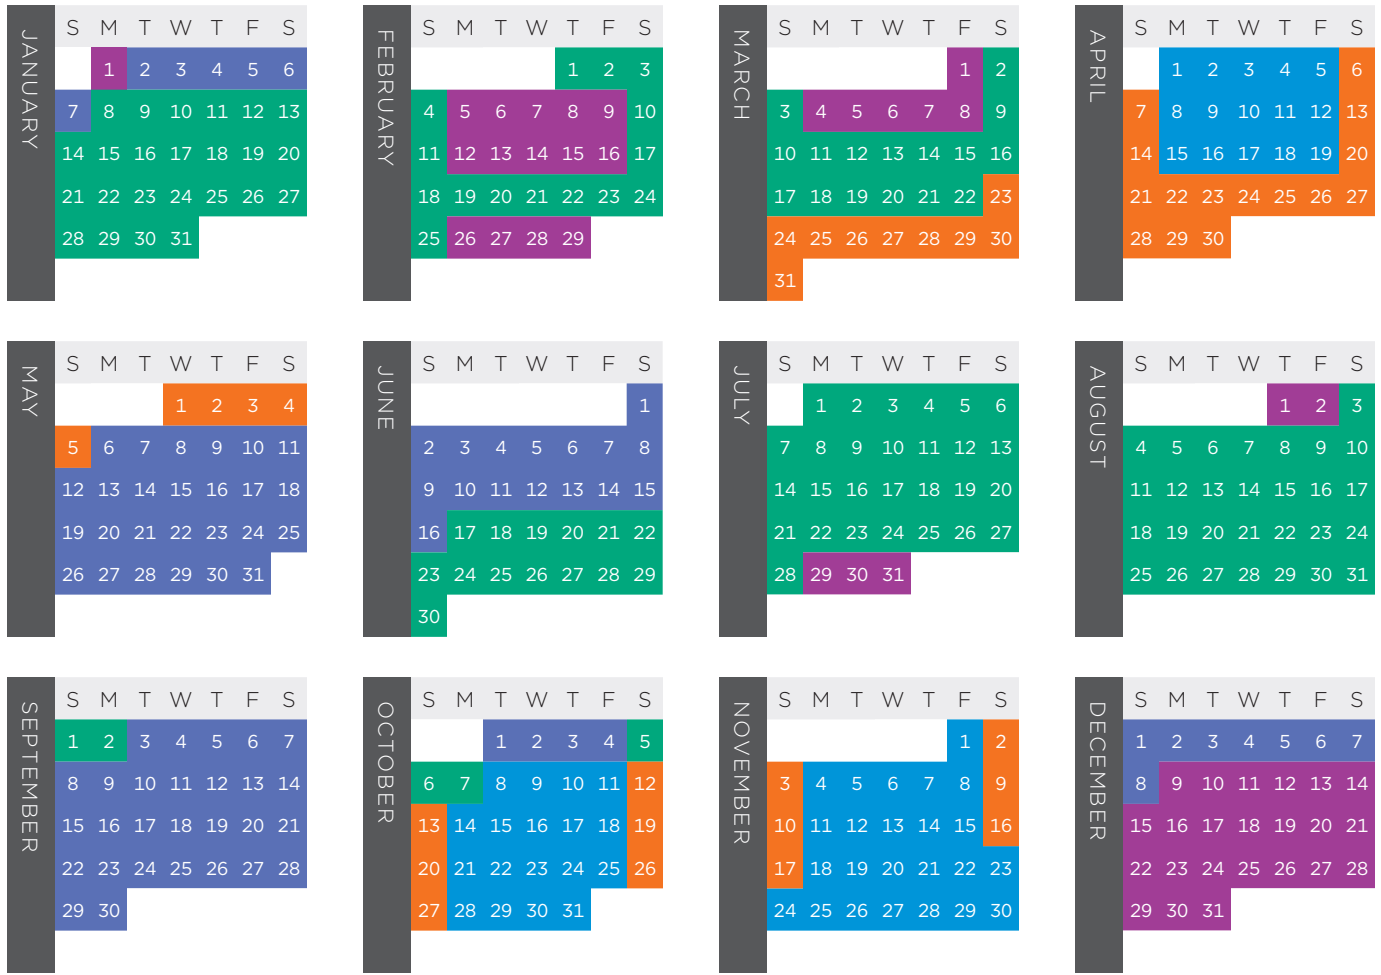 JANUARY
S M T W T F S
1 2 3 4 5 6
7 8 9 10 11 12 13
14 15 16 17 18 19 20
21 22 23 24 25 26 27
28 29 30 31
FEBRUARY
S M T W T F S
1 2 3
4 5 6 7 8 9 10
11 12 13 14 15 16 17
18 19 20 21 22 23 24
25 26 27 28 29
MARCH
S M T W T F S
1 2
3 4 5 6 7 8 9
10 11 12 13 14 15 16
17 18 19 20 21 22 23
24 25 26 27 28 29 30
31
APRIL
S M T W T F S
1 2 3 4 5 6
7 8 9 10 11 12 13
14 15 16 17 18 19 20
21 22 23 24 25 26 27
28 29 30
MAY
S M T W T F S
1 2 3 4
5 6 7 8 9 10 11
12 13 14 15 16 17 18
19 20 21 22 23 24 25
26 27 28 29 30 31
JUNE
S M T W T F S
1
2 3 4 5 6 7 8
9 10 11 12 13 14 15
16 17 18 19 20 21 22
23 24 25 26 27 28 29
30
JULY
S M T W T F S
1 2 3 4 5 6
7 8 9 10 11 12 13
14 15 16 17 18 19 20
21 22 23 24 25 26 27
28 29 30 31
AUGUST
S M T W T F S
1 2 3
4 5 6 7 8 9 10
11 12 13 14 15 16 17
18 19 20 21 22 23 24
25 26 27 28 29 30 31
SEPTEMBER
S M T W T F S
1 2 3 4 5 6 7
8 9 10 11 12 13 14
15 16 17 18 19 20 21
22 23 24 25 26 27 28
29 30
OCTOBER
S M T W T F S
1 2 3 4 5
6 7 8 9 10 11 12
13 14 15 16 17 18 19
20 21 22 23 24 25 26
27 28 29 30 31
NOVEMBER
S M T W T F S
1 2
3 4 5 6 7 8 9
10 11 12 13 14 15 16
17 18 19 20 21 22 23
24 25 26 27 28 29 30
DECEMBER
S M T W T F S
1 2 3 4 5 6 7
8 9 10 11 12 13 14
15 16 17 18 19 20 21
22 23 24 25 26 27 28
29 30 31